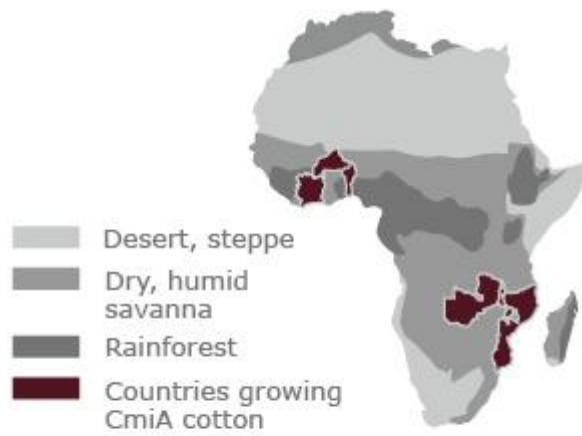 Desert, steppe
Dry, humid
savanna
Rainforest
Countries growing
CmiA cotton